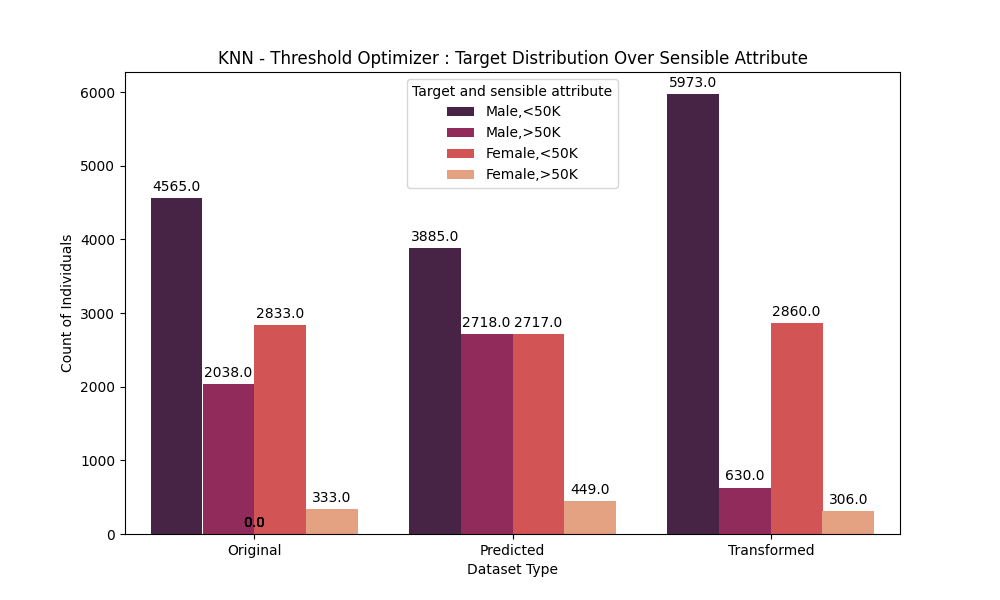 KNN - Threshold Optimizer : Target Distribution Over Sensible Attribute
Target and sensible attribute
Male,<50K
Male,>50K
Female,<50K
Female,>50K
Count of Individuals
6000
5000
4000
3000
2000
1000
0
4565.0
2038.0
2833.0
333.0
0.0
3885.0
2718.0
2717.0
449.0
5973.0
630.0
2860.0
306.0
Original
Predicted
Transformed
Dataset Type